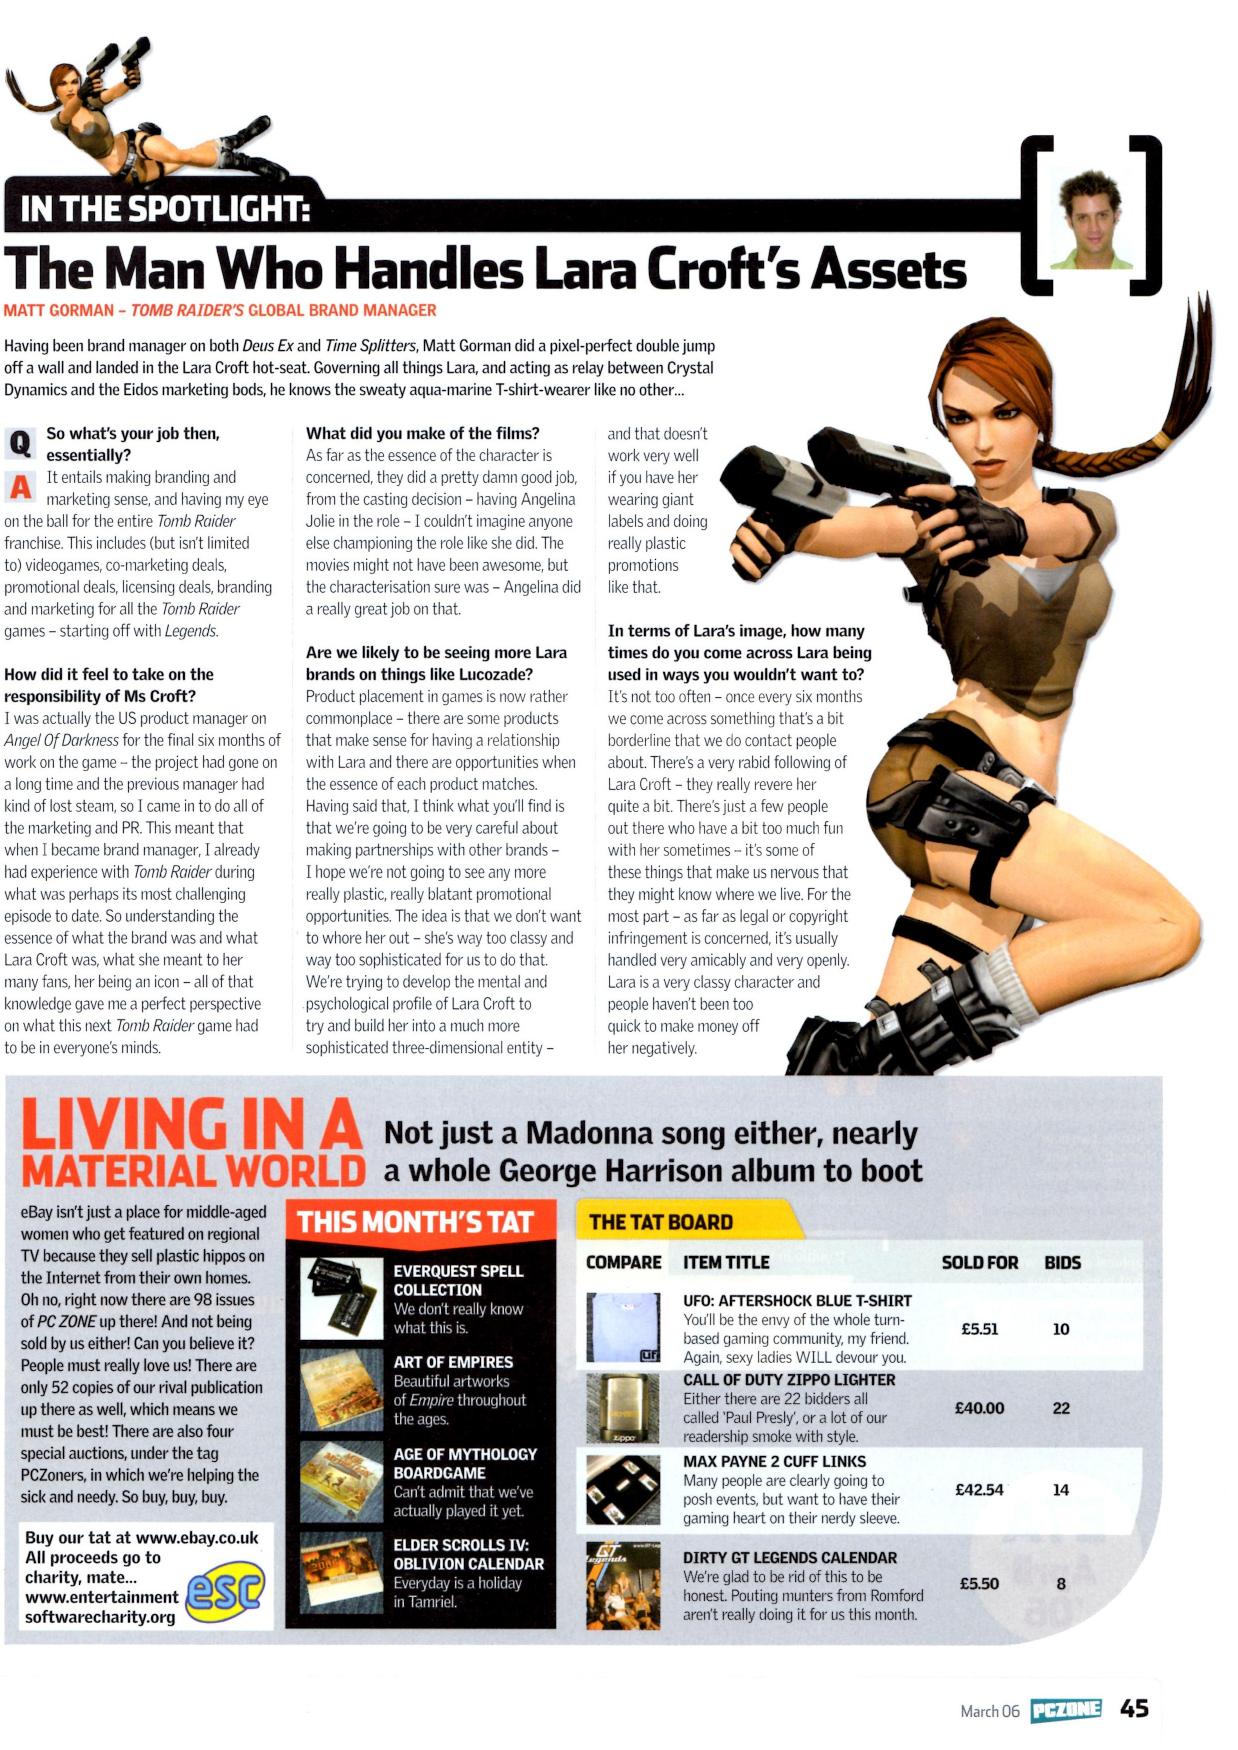 IN THE SPOTLIGHT:
The Man Who Handles Lara Croft's Assets
MATT GORMAN – TOMB RAIDER'S GLOBAL BRAND MANAGER
Having been brand manager on both Deus Ex and Time Splitters, Matt Gorman did a pixel-perfect double jump
off a wall and landed in the Lara Croft hot-seat. Governing all things Lara, and acting as relay between Crystal
Dynamics and the Eidos marketing bods, he knows the sweaty aqua-marine T-shirt-wearer like no other...
Q So what's your job then,
essentially?
A It entails making branding and
marketing sense, and having my eye
on the ball for the entire Tomb Raider
franchise. This includes (but isn't limited
to) videogames, co-marketing deals,
promotional deals, licensing deals, branding
and marketing for all the Tomb Raider
games – starting off with Legends.
How did it feel to take on the
responsibility of Ms Croft?
I was actually the US product manager on
Angel Of Darkness for the final six months of
work on the game – the project had gone on
a long time and the previous manager had
kind of lost steam, so I came in to do all of
the marketing and PR. This meant that
when I became brand manager, I already
had experience with Tomb Raider during
what was perhaps its most challenging
episode to date. So understanding the
essence of what the brand was and what
Lara Croft was, what she meant to her
many fans, her being an icon – all of that
knowledge gave me a perfect perspective
on what this next Tomb Raider game had
to be in everyone's minds.
What did you make of the films?
As far as the essence of the character is
concerned, they did a pretty damn good job,
from the casting decision – having Angelina
Jolie in the role – I couldn't imagine anyone
else championing the role like she did. The
movies might not have been awesome, but
the characterisation sure was – Angelina did
a really great job on that.
Are we likely to be seeing more Lara
brands on things like Lucozade?
Product placement in games is now rather
commonplace – there are some products
that make sense for having a relationship
with Lara and there are opportunities when
the essence of each product matches.
Having said that, I think what you'll find is
that we're going to be very careful about
making partnerships with other brands –
I hope we're not going to see any more
really plastic, really blatant promotional
opportunities. The idea is that we don't want
to whore her out – she's way too classy and
way too sophisticated for us to do that.
We're trying to develop the mental and
psychological profile of Lara Croft to
try and build her into a much more
sophisticated three-dimensional entity –
and that doesn't
work very well
if you have her
wearing giant
labels and doing
really plastic
promotions
like that.
In terms of Lara's image, how many
times do you come across Lara being
used in ways you wouldn't want to?
It's not too often – once every six months
we come across something that's a bit
borderline that we do contact people
about. There's a very rabid following of
Lara Croft – they really revere her
quite a bit. There's just a few people
out there who have a bit too much fun
with her sometimes – it's some of
these things that make us nervous that
they might know where we live. For the
most part – as far as legal or copyright
infringement is concerned, it's usually
handled very amicably and very openly.
Lara is a very classy character and
people haven't been too
quick to make money off
her negatively.
LIVING IN A
MATERIAL WORLD
Not just a Madonna song either, nearly
a whole George Harrison album to boot
eBay isn't just a place for middle-aged
women who get featured on regional
TV because they sell plastic hippos on
the Internet from their own homes.
Oh no, right now there are 98 issues
of PC ZONE up there! And not being
sold by us either! Can you believe it?
People must really love us! There are
only 52 copies of our rival publication
up there as well, which means we
must be best! There are also four
special auctions, under the tag
PCZoners, in which we're helping the
sick and needy. So buy, buy, buy.
Buy our tat at www.ebay.co.uk
All proceeds go to
charity, mate...
www.entertainment
softwarecharity.org
esc
THIS MONTH'S TAT
EVERQUEST SPELL
COLLECTION
We don't really know
what this is.
ART OF EMPIRES
Beautiful artworks
of Empire throughout
the ages.
AGE OF MYTHOLOGY
BOARDGAME
Can't admit that we've
actually played it yet.
ELDER SCROLLS IV:
OBLIVION CALENDAR
Everyday is a holiday
in Tamriel.
THE TAT BOARD
COMPARE ITEM TITLE SOLD FOR BIDS
UFO: AFTERSHOCK BLUE T-SHIRT
You'll be the envy of the whole turn-
based gaming community, my friend.
Again, sexy ladies WILL devour you.
£5.51 10
CALL OF DUTY ZIPPO LIGHTER
Either there are 22 bidders all
called 'Paul Presly', or a lot of our
readership smoke with style.
£40.00 22
zippo
MAX PAYNE 2 CUFF LINKS
Many people are clearly going to
posh events, but want to have their
gaming heart on their nerdy sleeve.
£42.54 14
GT
Legends
DIRTY GT LEGENDS CALENDAR
We're glad to be rid of this to be
honest. Pouting munters from Romford
aren't really doing it for us this month.
£5.50 8
March 06 PCZONE 45